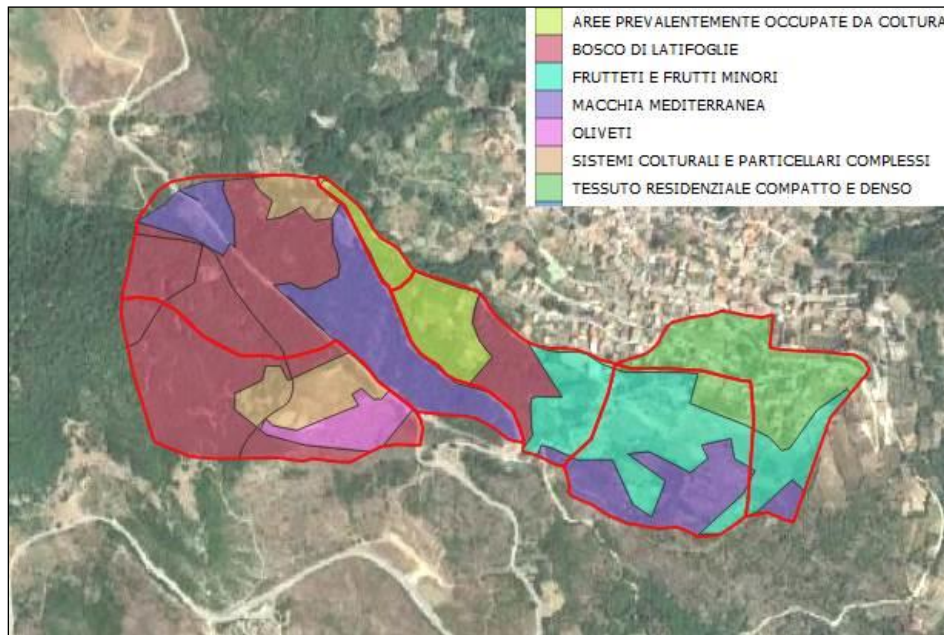 AREE PREVALENTEMENTE OCCUPATE DA COLTURA
BOSCO DI LATIFOGLIE
FRUTTETI E FRUTTI MINORI
MACCHIA MEDITERRANEA
OLIVETI
SISTEMI COLTURALI E PARTICELLARI COMPLESSI
TESSUTO RESIDENZIALE COMPATTO E DENSO